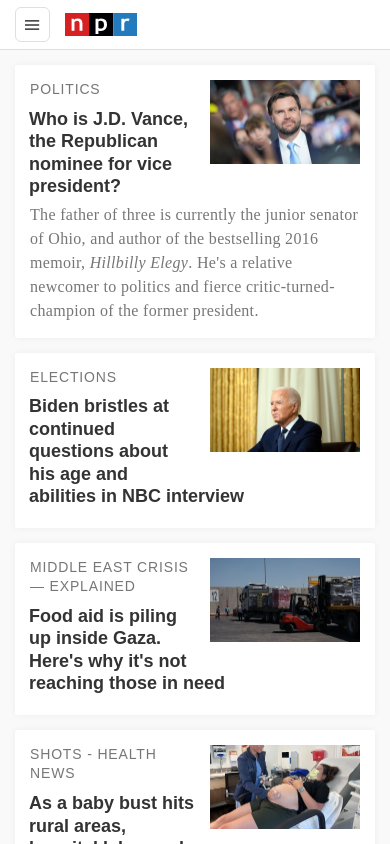 npr
POLITICS
Who is J.D. Vance,
the Republican
nominee for vice
president?
The father of three is currently the junior senator
of Ohio, and author of the bestselling 2016
memoir, Hillbilly Elegy. He's a relative
newcomer to politics and fierce critic-turned-
champion of the former president.
ELECTIONS
Biden bristles at
continued
questions about
his age and
abilities in NBC interview
MIDDLE EAST CRISIS
— EXPLAINED
Food aid is piling
up inside Gaza.
Here's why it's not
reaching those in need
SHOTS - HEALTH
NEWS
As a baby bust hits
rural areas,